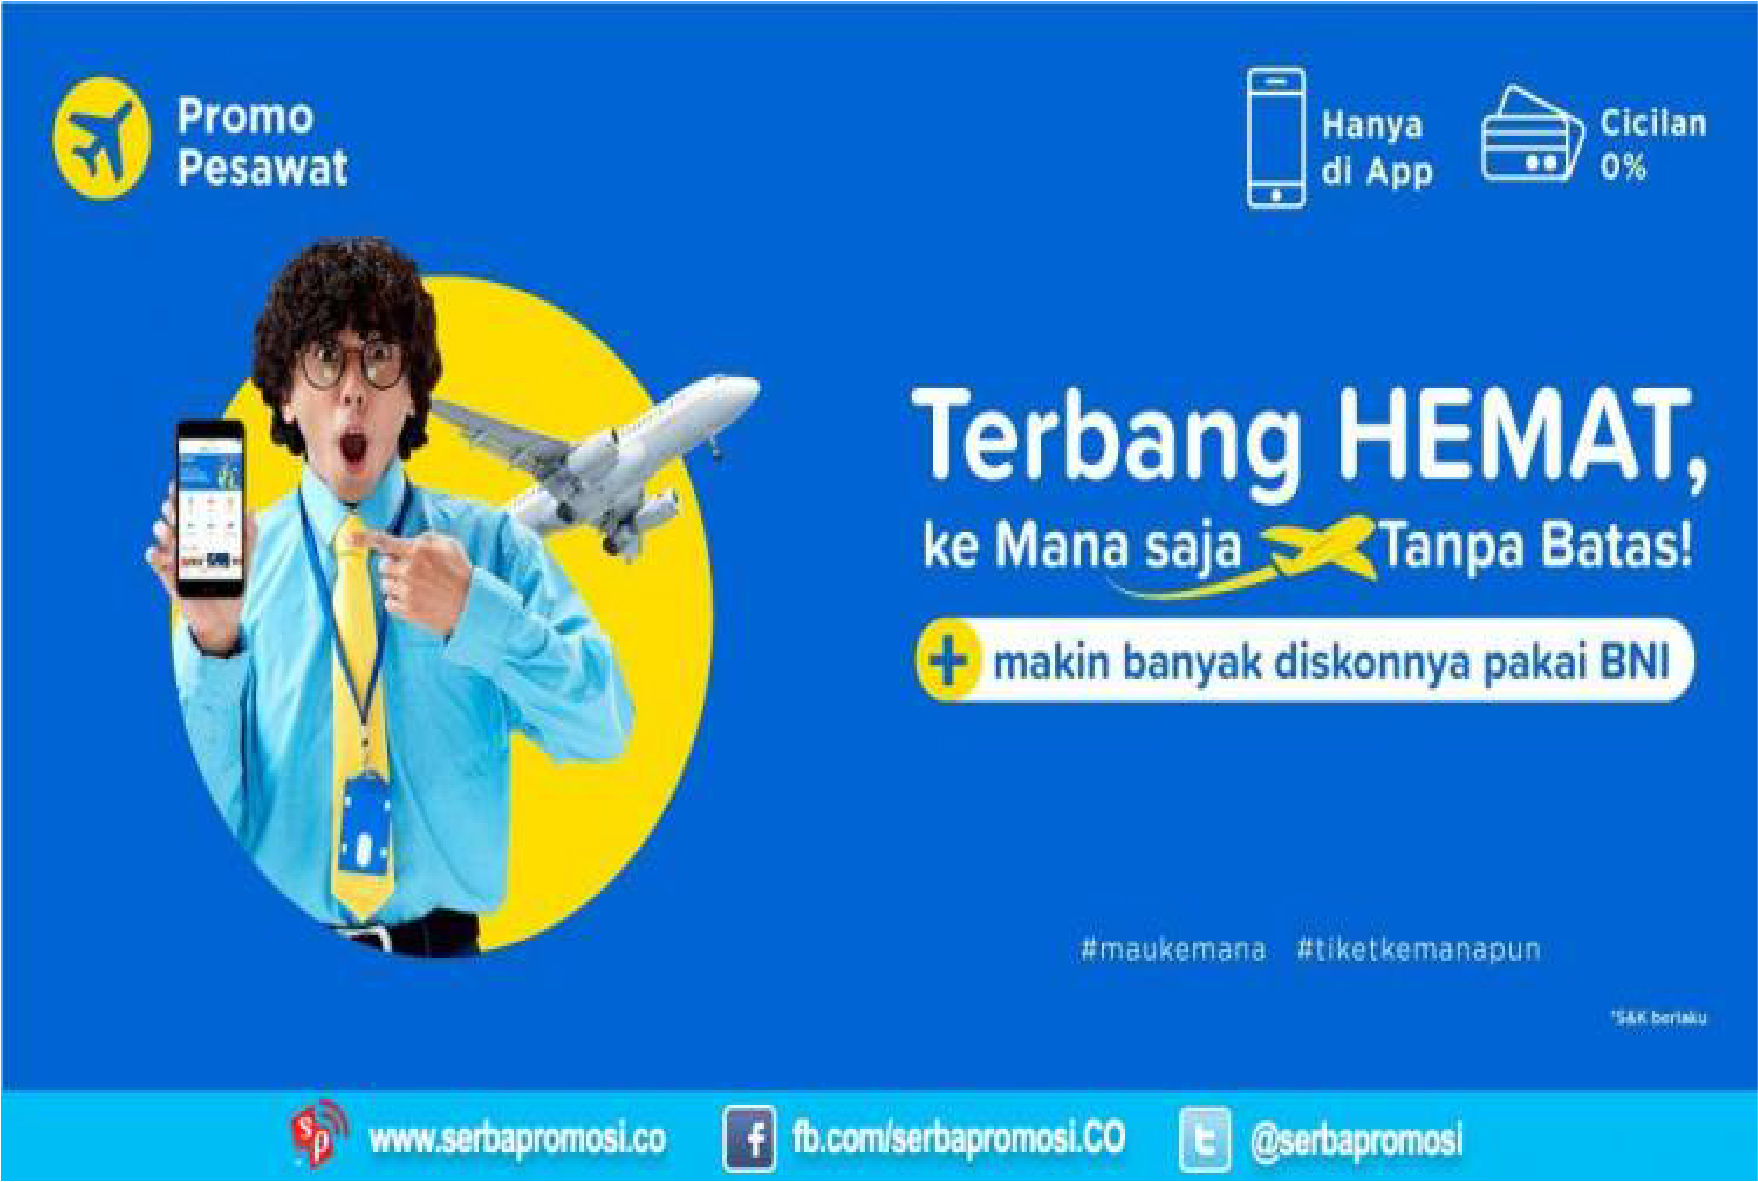 Promo
Pesawat
Hanya
di App
Cicilan
0%
Terbang HEMAT,
ke Mana saja Tanpa Batas!
+ makin banyak diskonnya pakai BNI
#maukemana #tiketkemanapun
*S&K berlaku
sp www.serbapromosi.co
f fb.com/serbapromosi.CO
t @serbapromosi